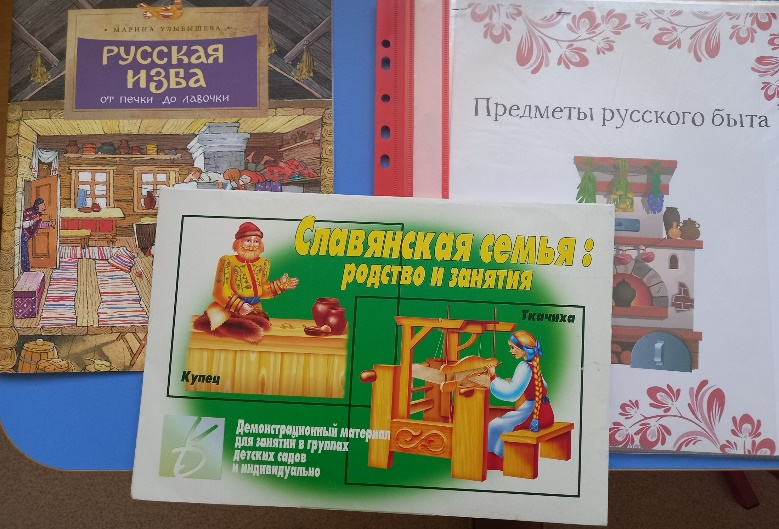 МАРИНА УЛЫБЫШЕВА
РУССКАЯ
ИЗБА
ОТ ПЕЧКИ ДО ЛАВОЧКИ
Предметы русского быта
Славянская семья:
родство и занятия
Ткачиха
Купец
Демонстрационный материал
для занятий в группах
детских садов
и индивидуально